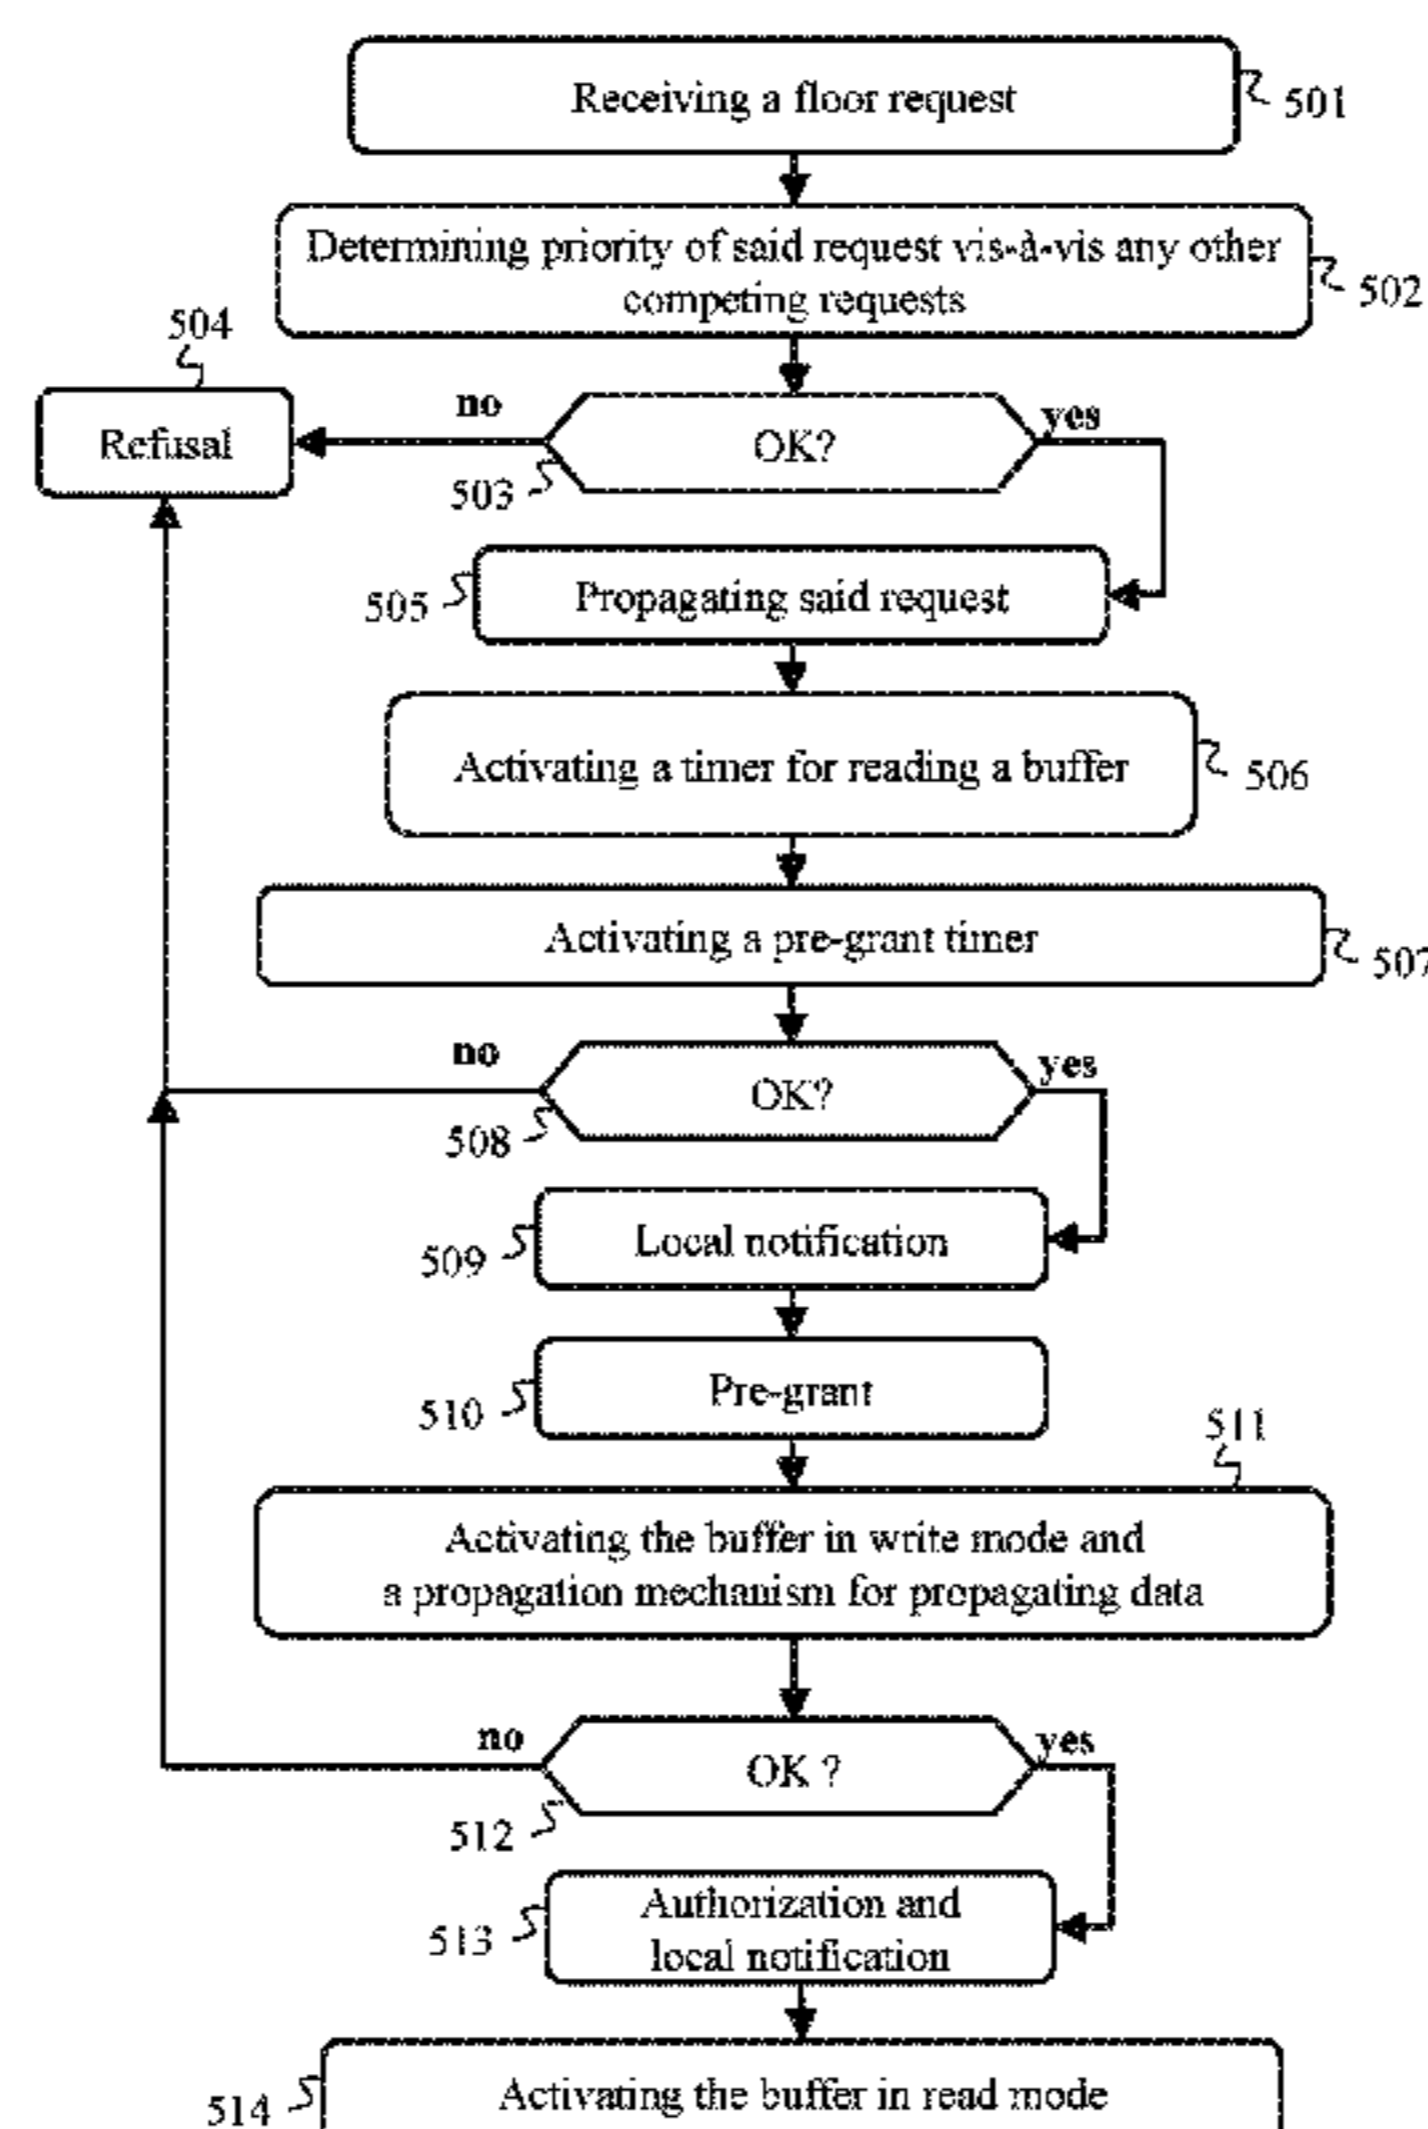 Receiving a floor request
501
Determining priority of said request vis-à-vis any other
competing requests
502
504
Refusal
no
OK?
yes
503
Propagating said request
505
Activating a timer for reading a buffer
506
Activating a pre-grant timer
507
no
OK?
yes
508
Local notification
509
Pre-grant
510
511
Activating the buffer in write mode and
a propagation mechanism for propagating data
no
OK ?
yes
512
Authorization and
local notification
513
Activating the buffer in read mode
514